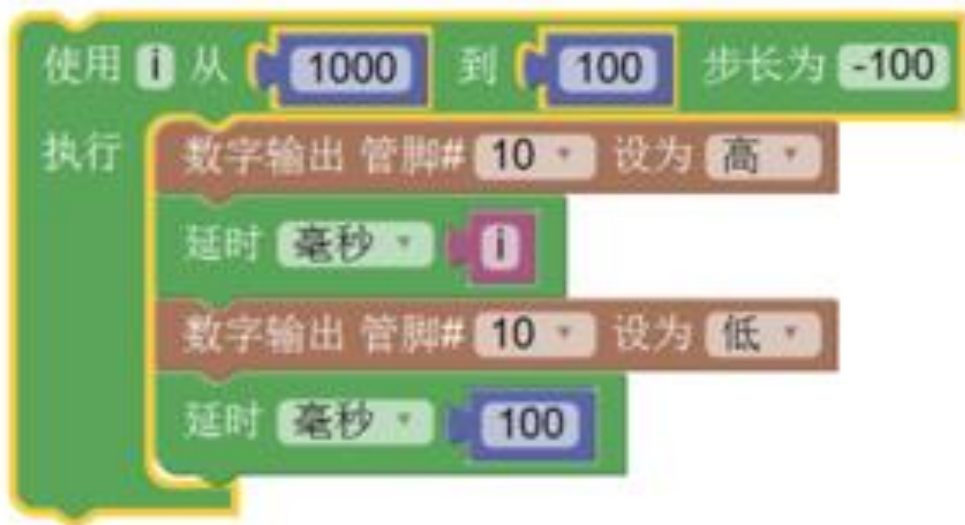 使用 i 从 1000 到 100 步长为 -100
执行 数字输出 管脚# 10 设为 高
延时 毫秒 i
数字输出 管脚# 10 设为 低
延时 毫秒 100